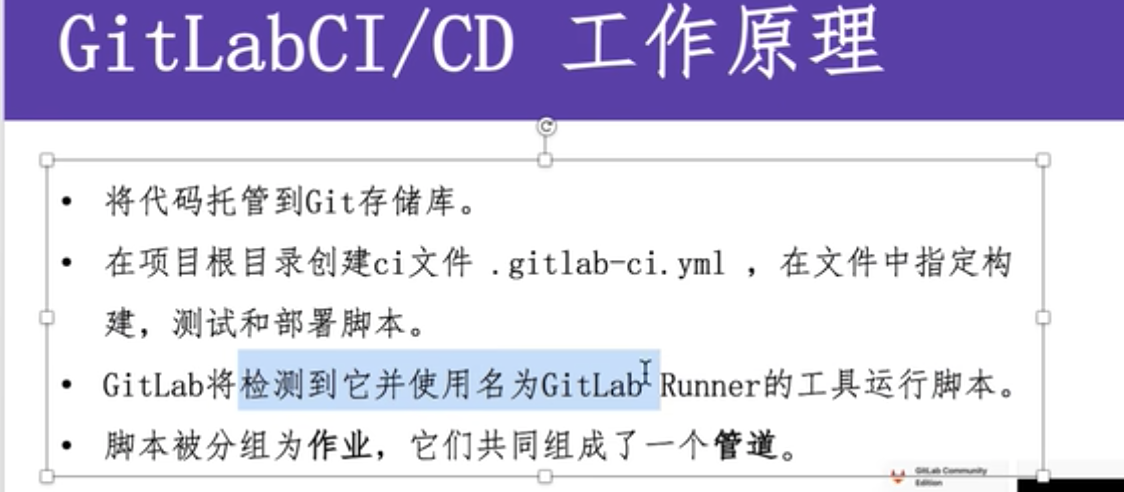 GitLabCI/CD 工作原理
• 将代码托管到Git存储库。
• 在项目根目录创建ci文件 .gitlab-ci.yml ，在文件中指定构
建，测试和部署脚本。
• GitLab将检测到它并使用名为GitLab Runner的工具运行脚本。
• 脚本被分组为作业，它们共同组成了一个管道。
GitLab Community
Edition